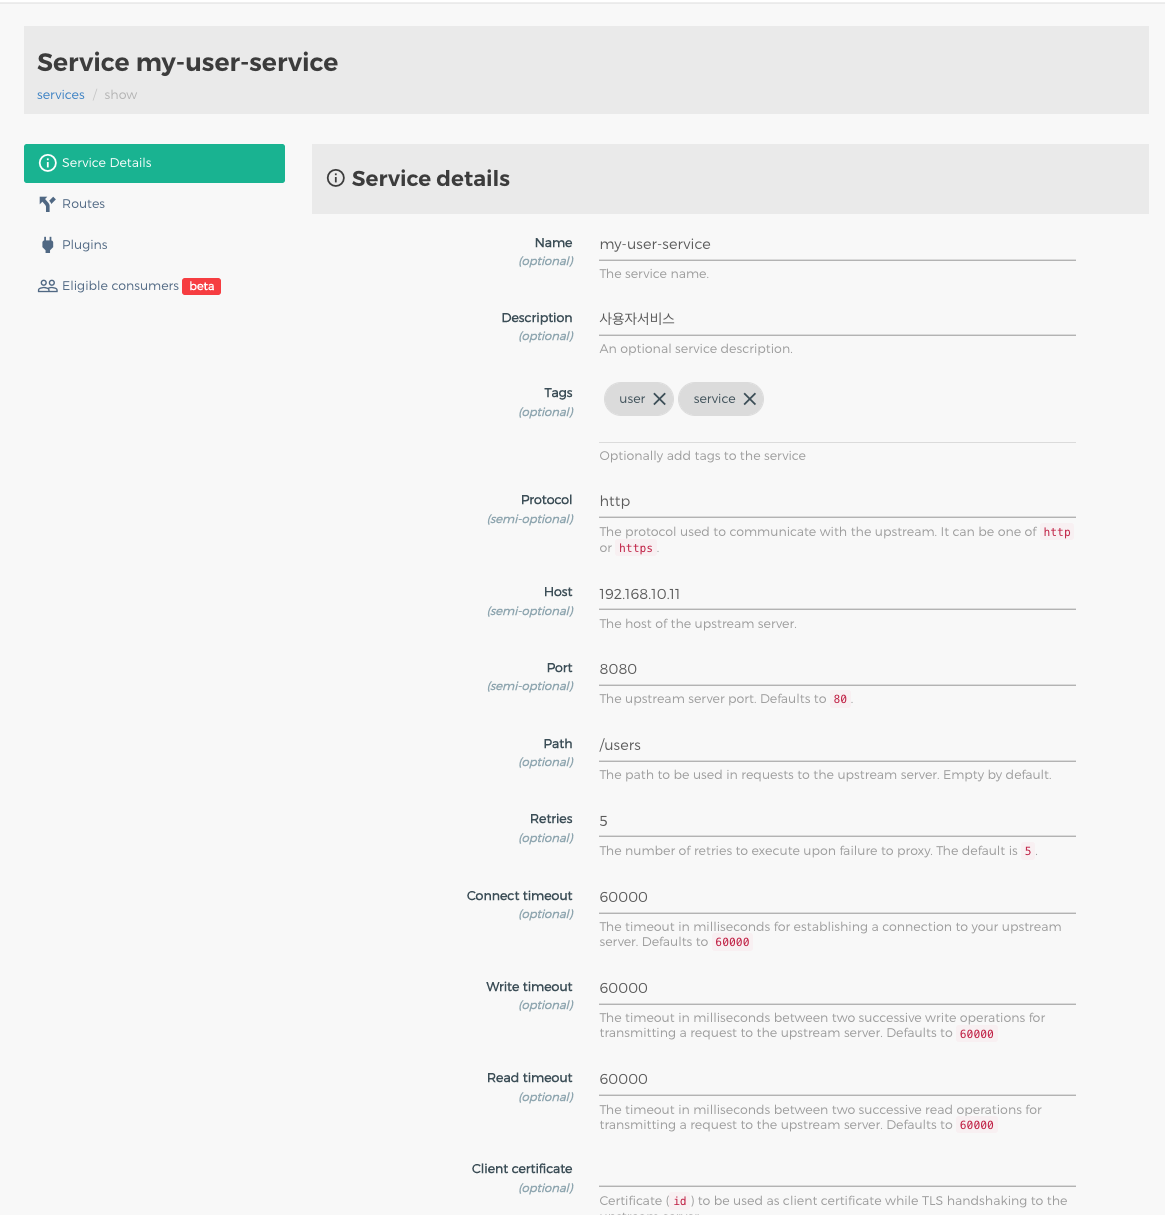 Service my-user-service
services / show
Service Details
Routes
Plugins
Eligible consumers beta
Service details
Name
(optional)
my-user-service
The service name.
Description
(optional)
사용자서비스
An optional service description.
Tags
(optional)
user service
Optionally add tags to the service
Protocol
(semi-optional)
http
The protocol used to communicate with the upstream. It can be one of http
or https .
Host
(semi-optional)
192.168.10.11
The host of the upstream server.
Port
(semi-optional)
8080
The upstream server port. Defaults to 80 .
Path
(optional)
/users
The path to be used in requests to the upstream server. Empty by default.
Retries
(optional)
5
The number of retries to execute upon failure to proxy. The default is 5 .
Connect timeout
(optional)
60000
The timeout in milliseconds for establishing a connection to your upstream
server. Defaults to 60000
Write timeout
(optional)
60000
The timeout in milliseconds between two successive write operations for
transmitting a request to the upstream server. Defaults to 60000
Read timeout
(optional)
60000
The timeout in milliseconds between two successive read operations for
transmitting a request to the upstream server. Defaults to 60000
Client certificate
(optional)
Certificate ( id ) to be used as client certificate while TLS handshaking to the